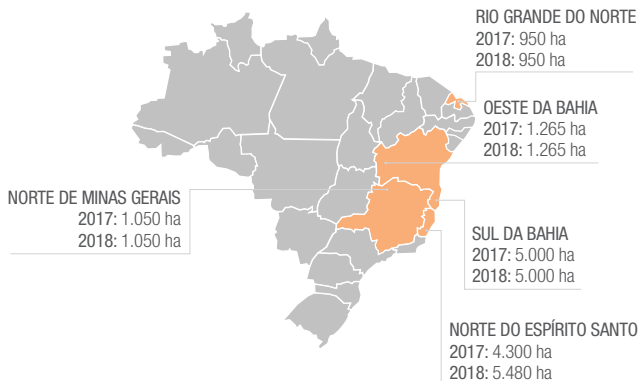 RIO GRANDE DO NORTE
2017: 950 ha
2018: 950 ha
OESTE DA BAHIA
2017: 1.265 ha
2018: 1.265 ha
NORTE DE MINAS GERAIS
2017: 1.050 ha
2018: 1.050 ha
SUL DA BAHIA
2017: 5.000 ha
2018: 5.000 ha
NORTE DO ESPÍRITO SANTO
2017: 4.300 ha
2018: 5.480 ha